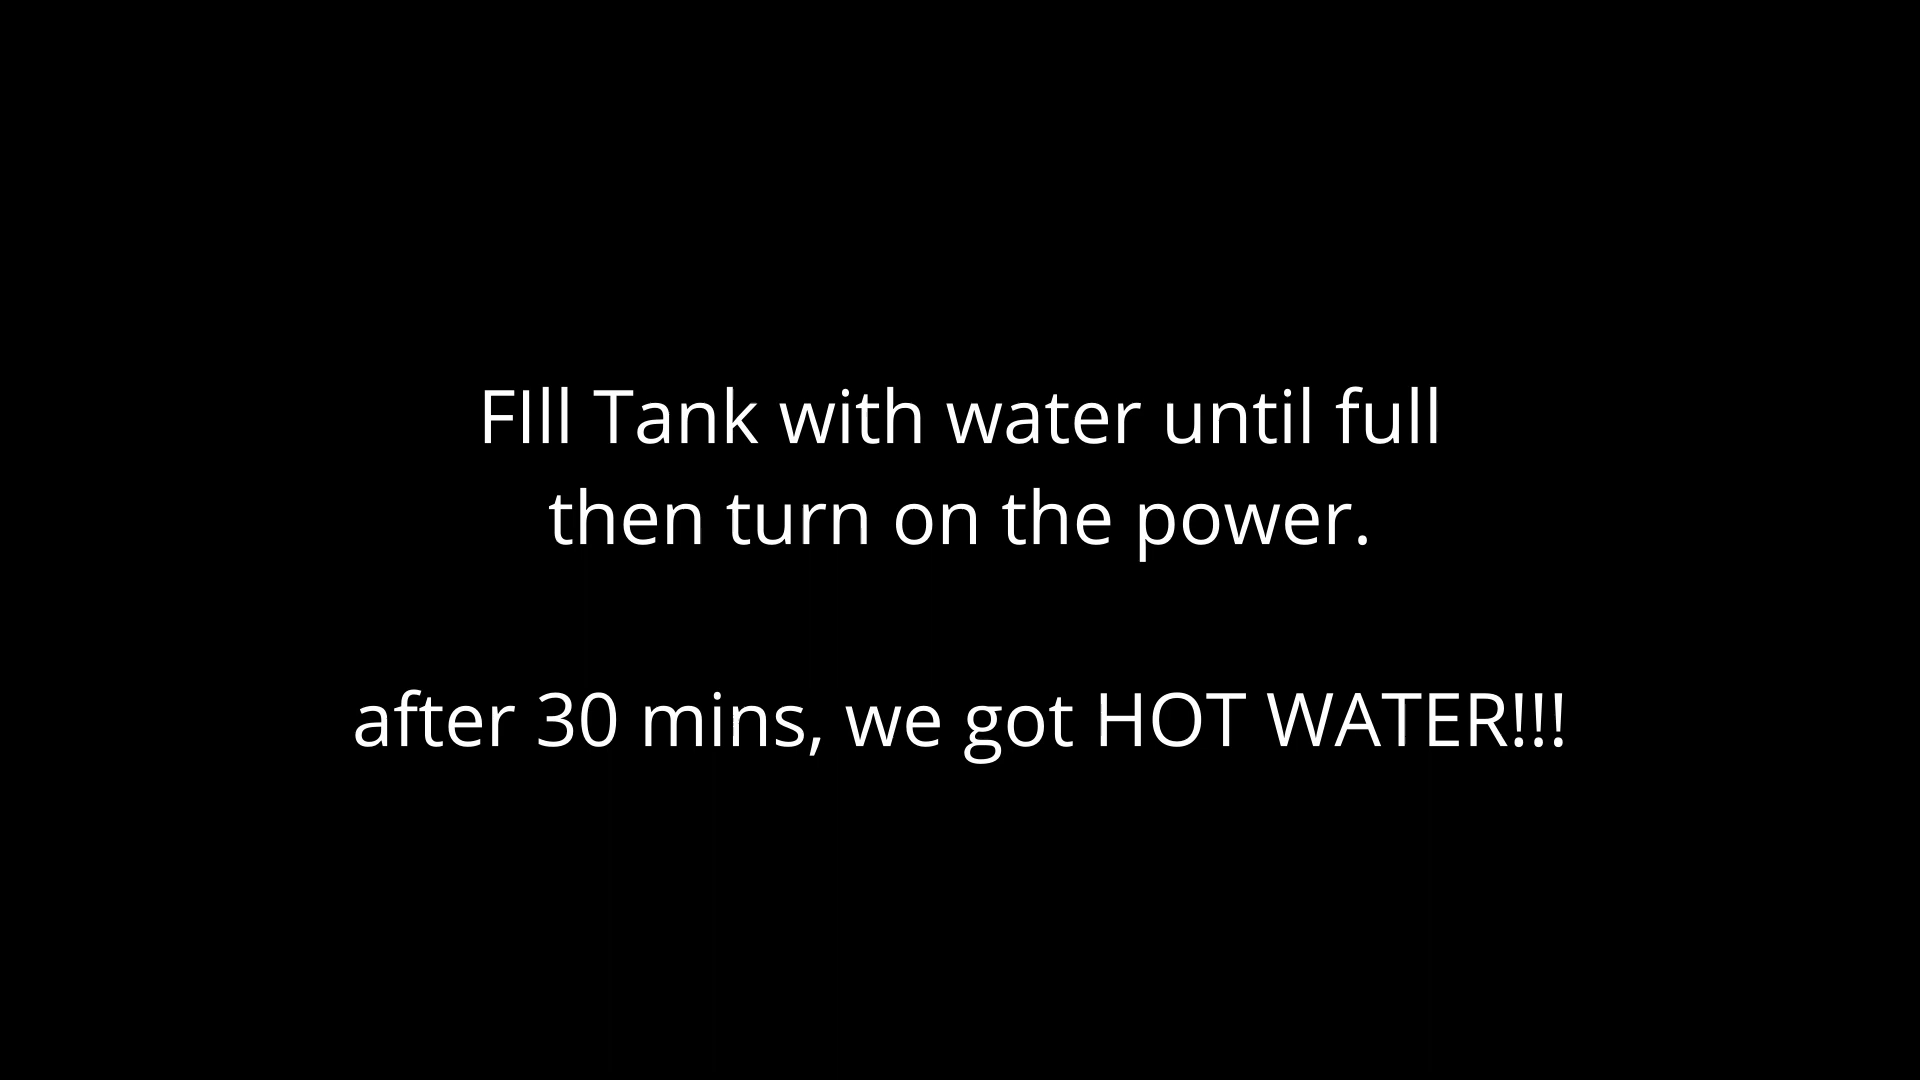 FIll Tank with water until full
then turn on the power.
after 30 mins, we got HOT WATER!!!